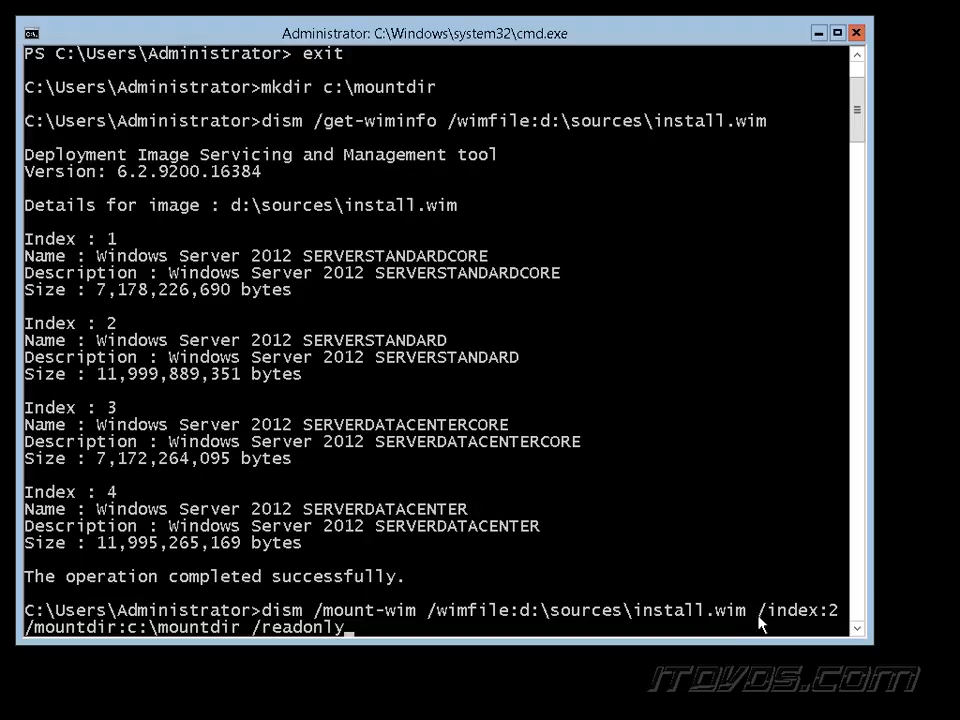 Administrator: C:\Windows\system32\cmd.exe
PS C:\Users\Administrator> exit
C:\Users\Administrator>mkdir c:\mountdir
C:\Users\Administrator>dism /get-wiminfo /wimfile:d:\sources\install.wim
Deployment Image Servicing and Management tool
Version: 6.2.9200.16384
Details for image : d:\sources\install.wim
Index : 1
Name : Windows Server 2012 SERVERSTANDARDCORE
Description : Windows Server 2012 SERVERSTANDARDCORE
Size : 7,178,226,690 bytes
Index : 2
Name : Windows Server 2012 SERVERSTANDARD
Description : Windows Server 2012 SERVERSTANDARD
Size : 11,999,889,351 bytes
Index : 3
Name : Windows Server 2012 SERVERDATACENTERCORE
Description : Windows Server 2012 SERVERDATACENTERCORE
Size : 7,172,264,095 bytes
Index : 4
Name : Windows Server 2012 SERVERDATACENTER
Description : Windows Server 2012 SERVERDATACENTER
Size : 11,995,265,169 bytes
The operation completed successfully.
C:\Users\Administrator>dism /mount-wim /wimfile:d:\sources\install.wim /index:2
/mountdir:c:\mountdir /readonly
ITDVDS.COM